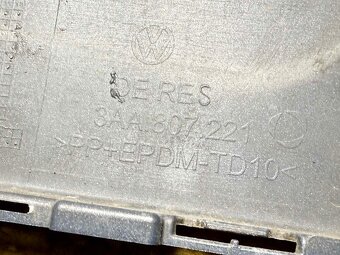 DE RES
3AA.807.221
>PP+EPDM-TD10<